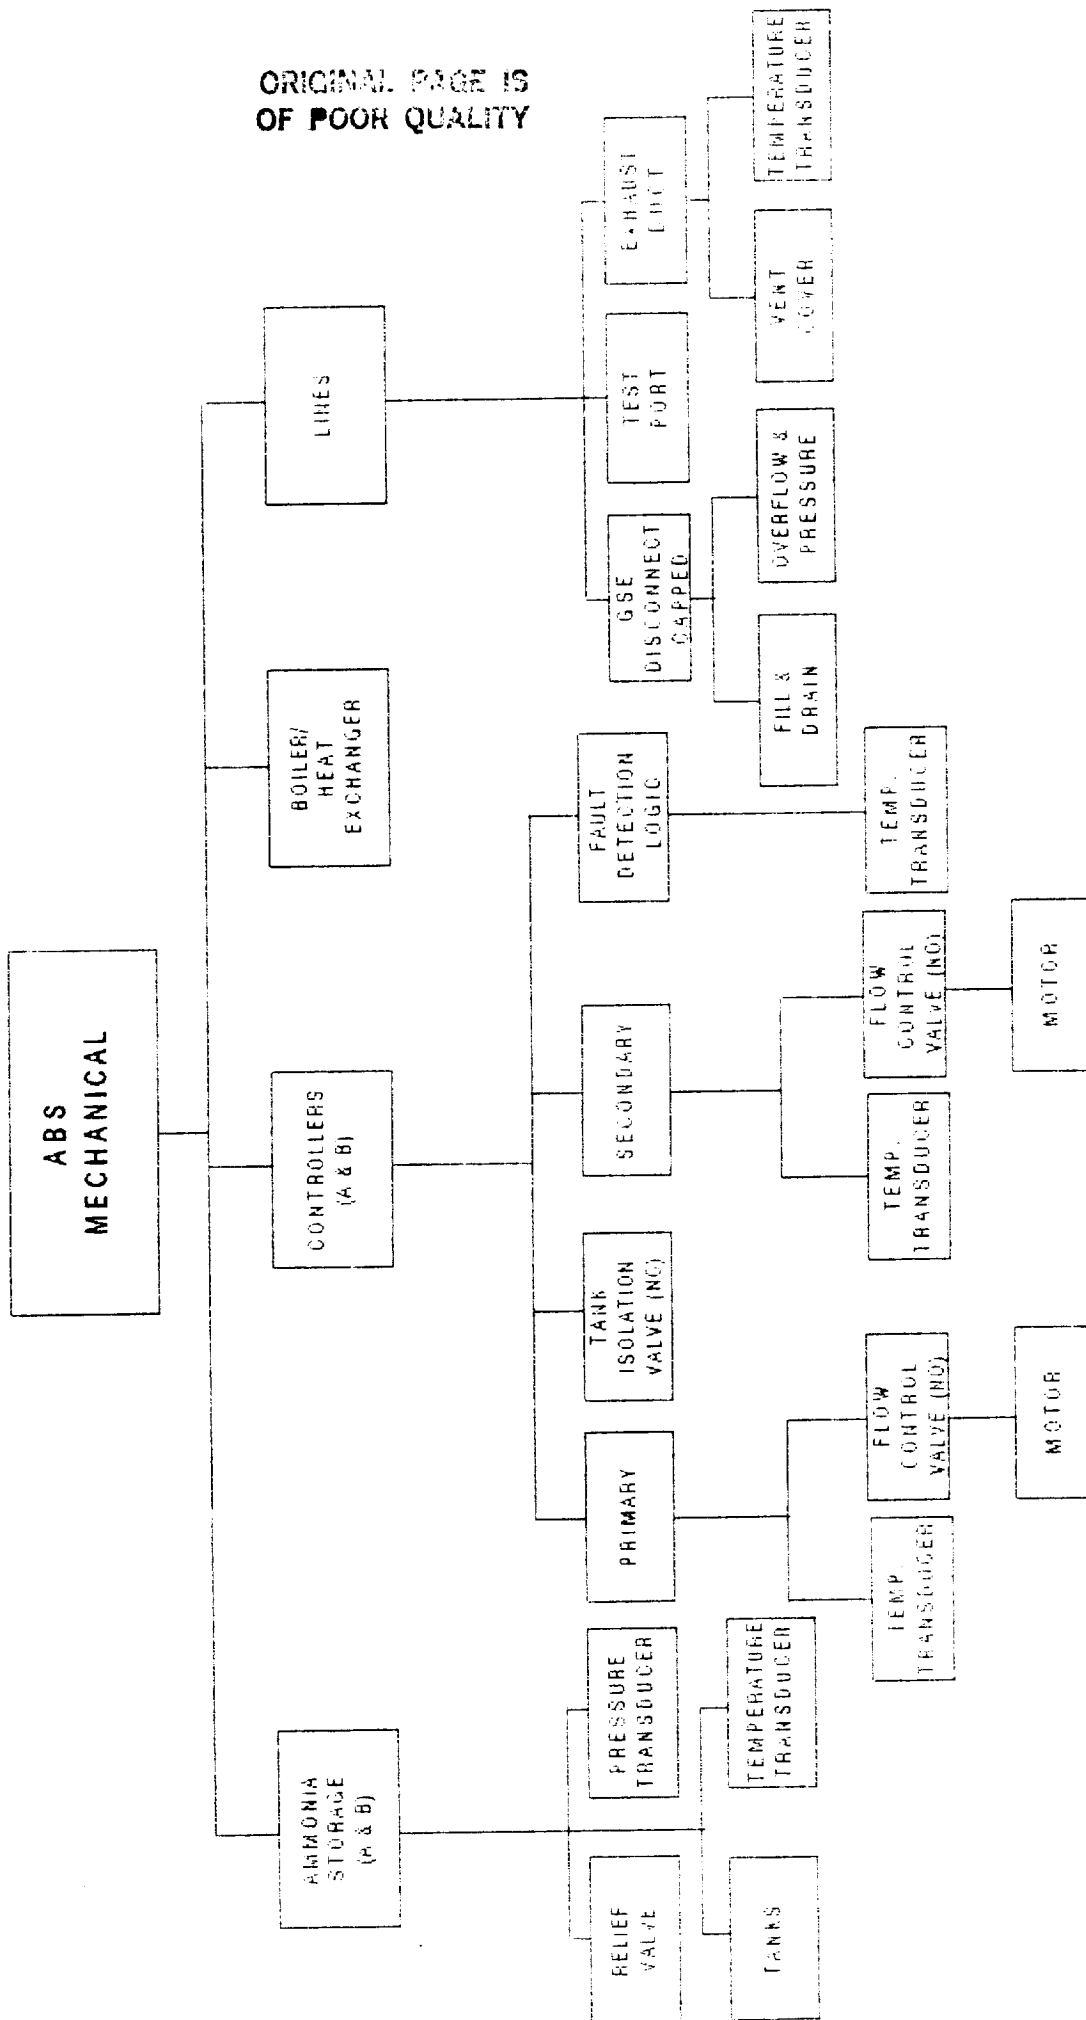 ORIGINAL PAGE IS
OF POOR QUALITY
ABS
MECHANICAL
AMMONIA
STORAGE
(A & B)
CONTROLLERS
(A & B)
BOILER/
HEAT
EXCHANGER
LINES
RELIEF
VALVE
PRESSURE
TRANSDUCER
TANKS
TEMPERATURE
TRANSDUCER
PRIMARY
TANK
ISOLATION
VALVE (NC)
SECONDARY
FAULT
DETECTION
LOGIC
TEMP.
TRANSDUCER
FLOW
CONTROL
VALVE (NO)
MOTOR
TEMP.
TRANSDUCER
FLOW
CONTROL
VALVE (NO)
MOTOR
TEMP.
TRANSDUCER
GSE
DISCONNECT
CAPPED
TEST
PORT
EXHAUST
DUCT
FILL &
DRAIN
OVERFLOW &
PRESSURE
VENT
COVER
TEMPERATURE
TRANSDUCER